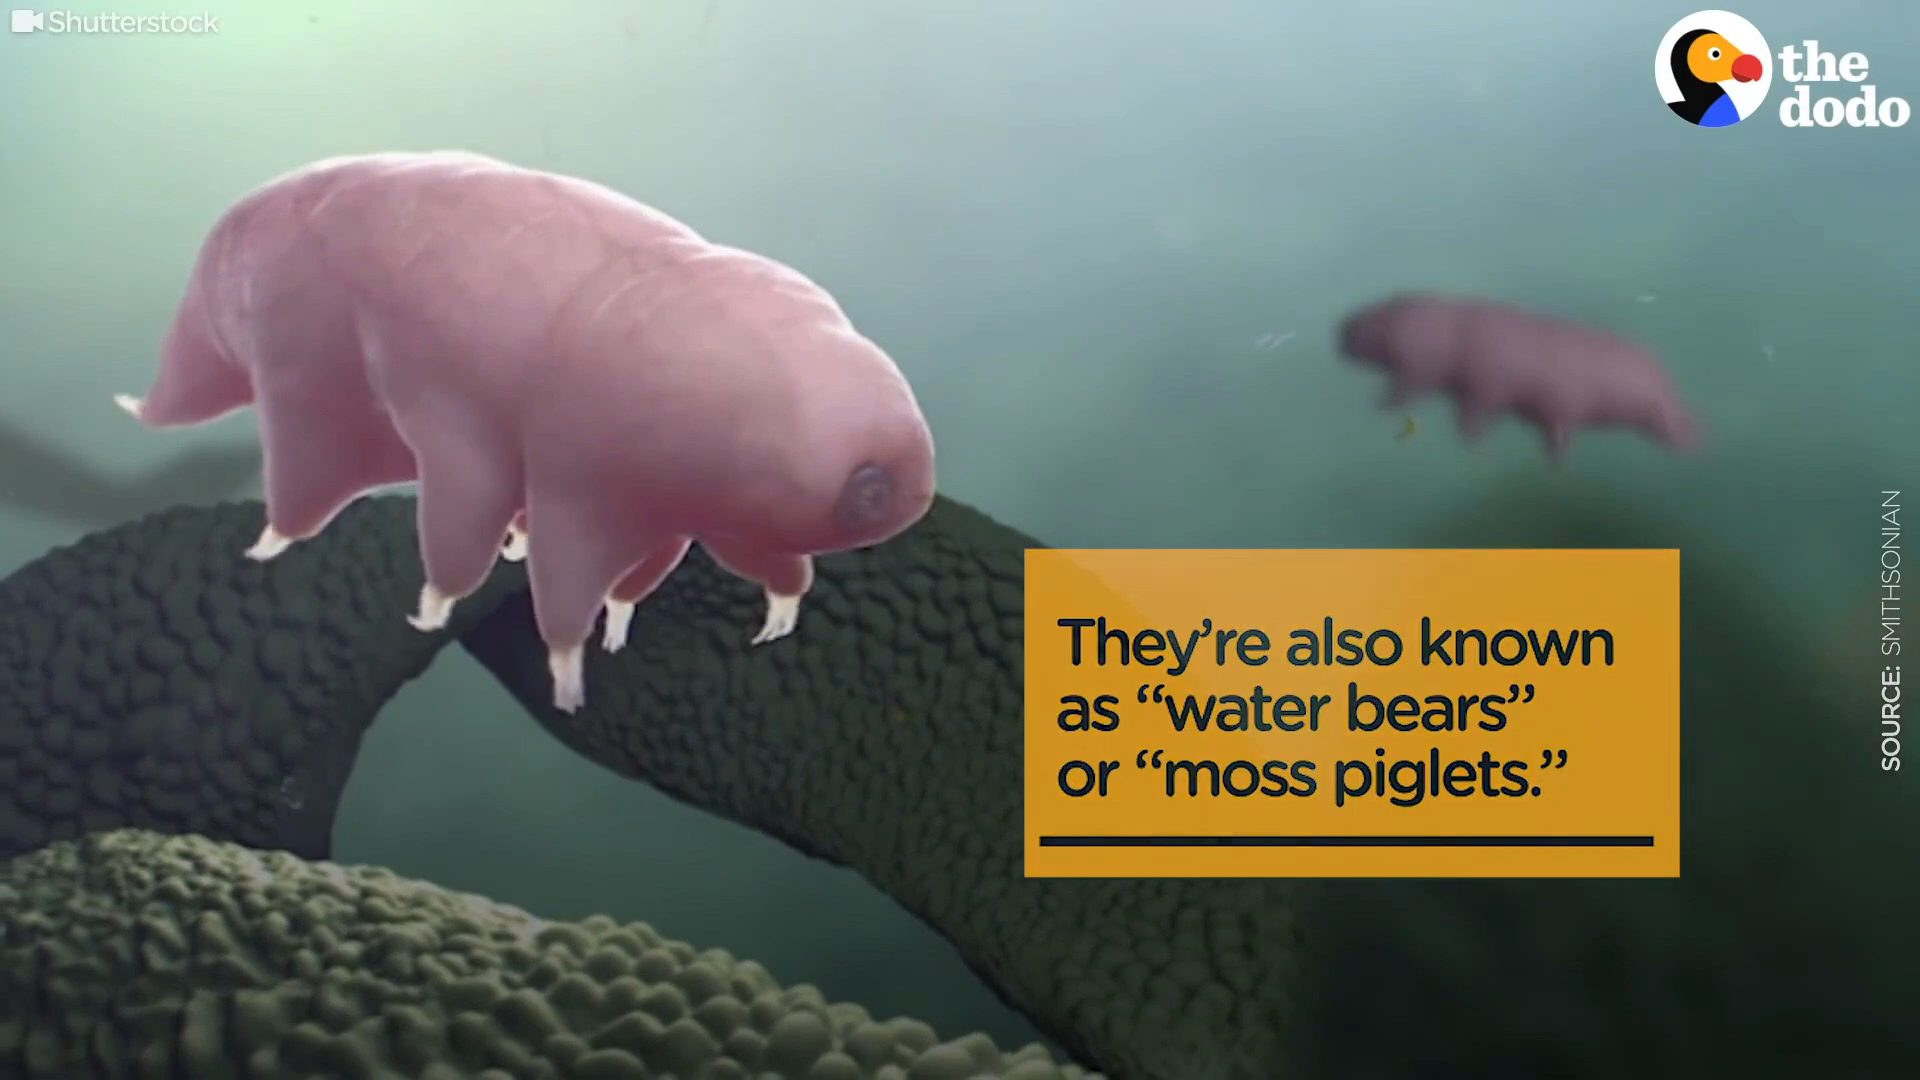 Shutterstock
the
dodo
They’re also known
as “water bears”
or “moss piglets.”
SOURCE: SMITHSONIAN